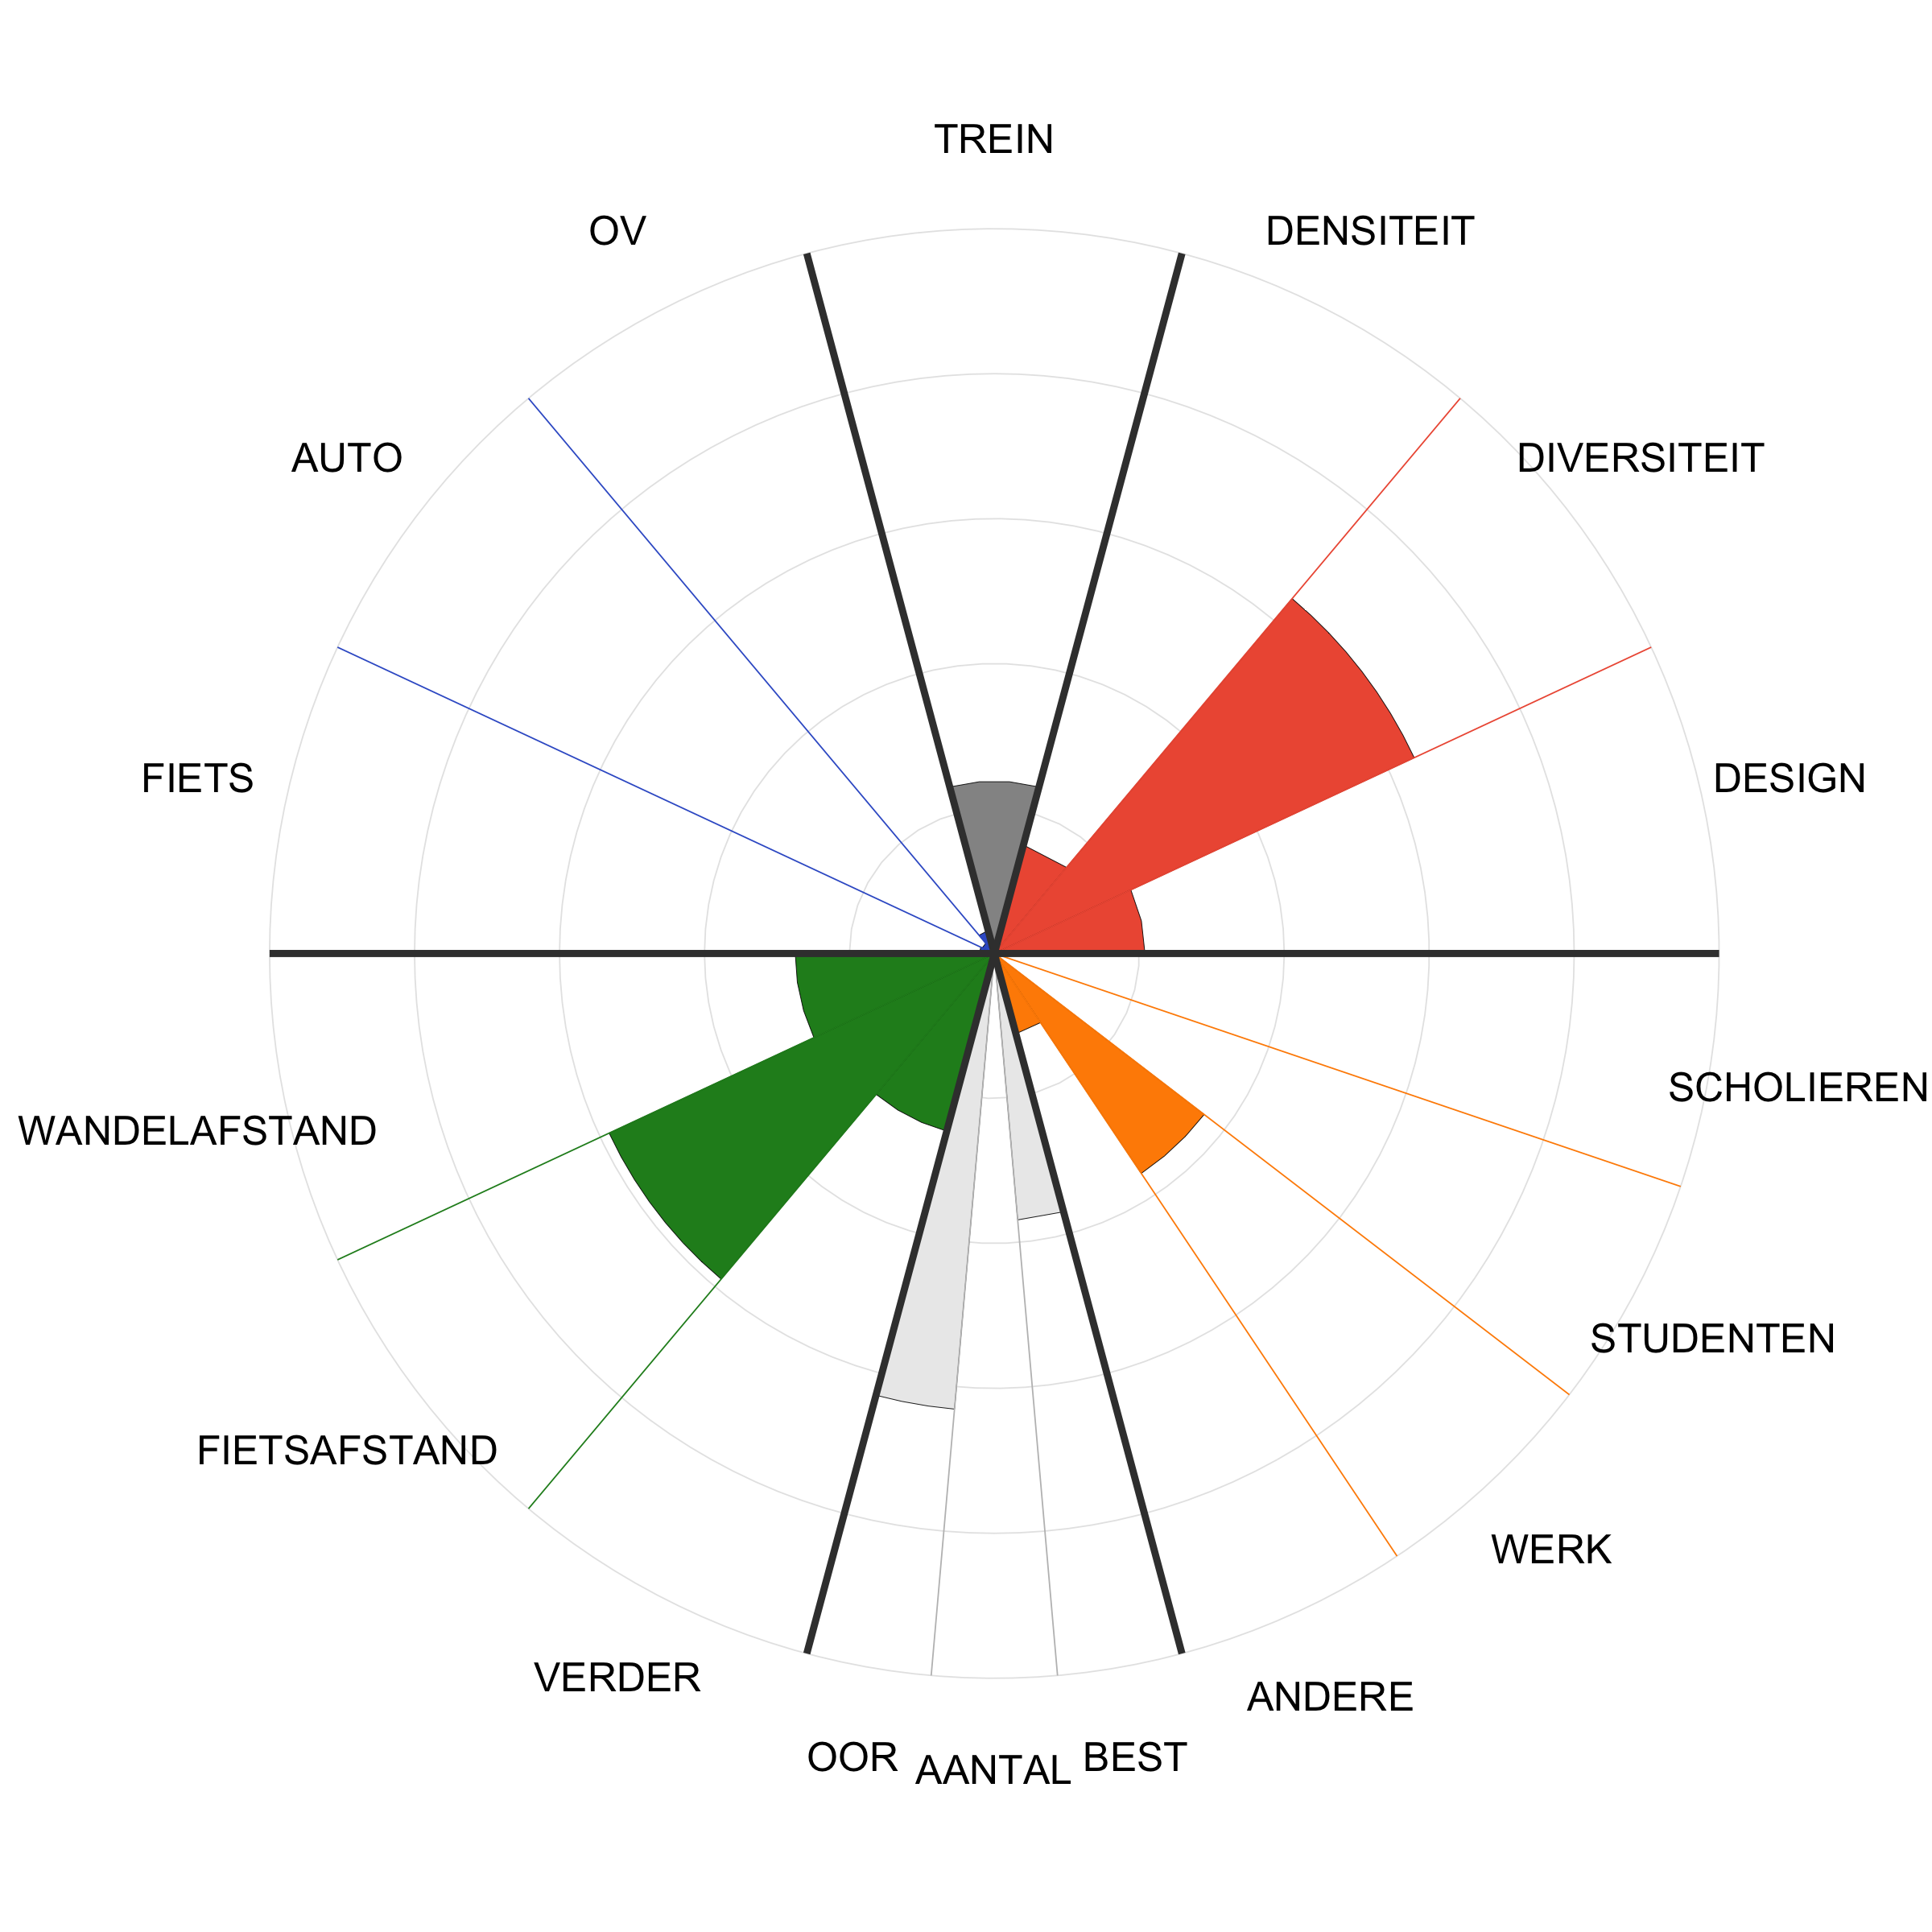 TREIN
OV
DENSITEIT
AUTO
DIVERSITEIT
FIETS
DESIGN
SCHOLIEREN
WANDELAFSTAND
STUDENTEN
FIETSAFSTAND
WERK
VERDER
ANDERE
OOR
AANTAL
BEST